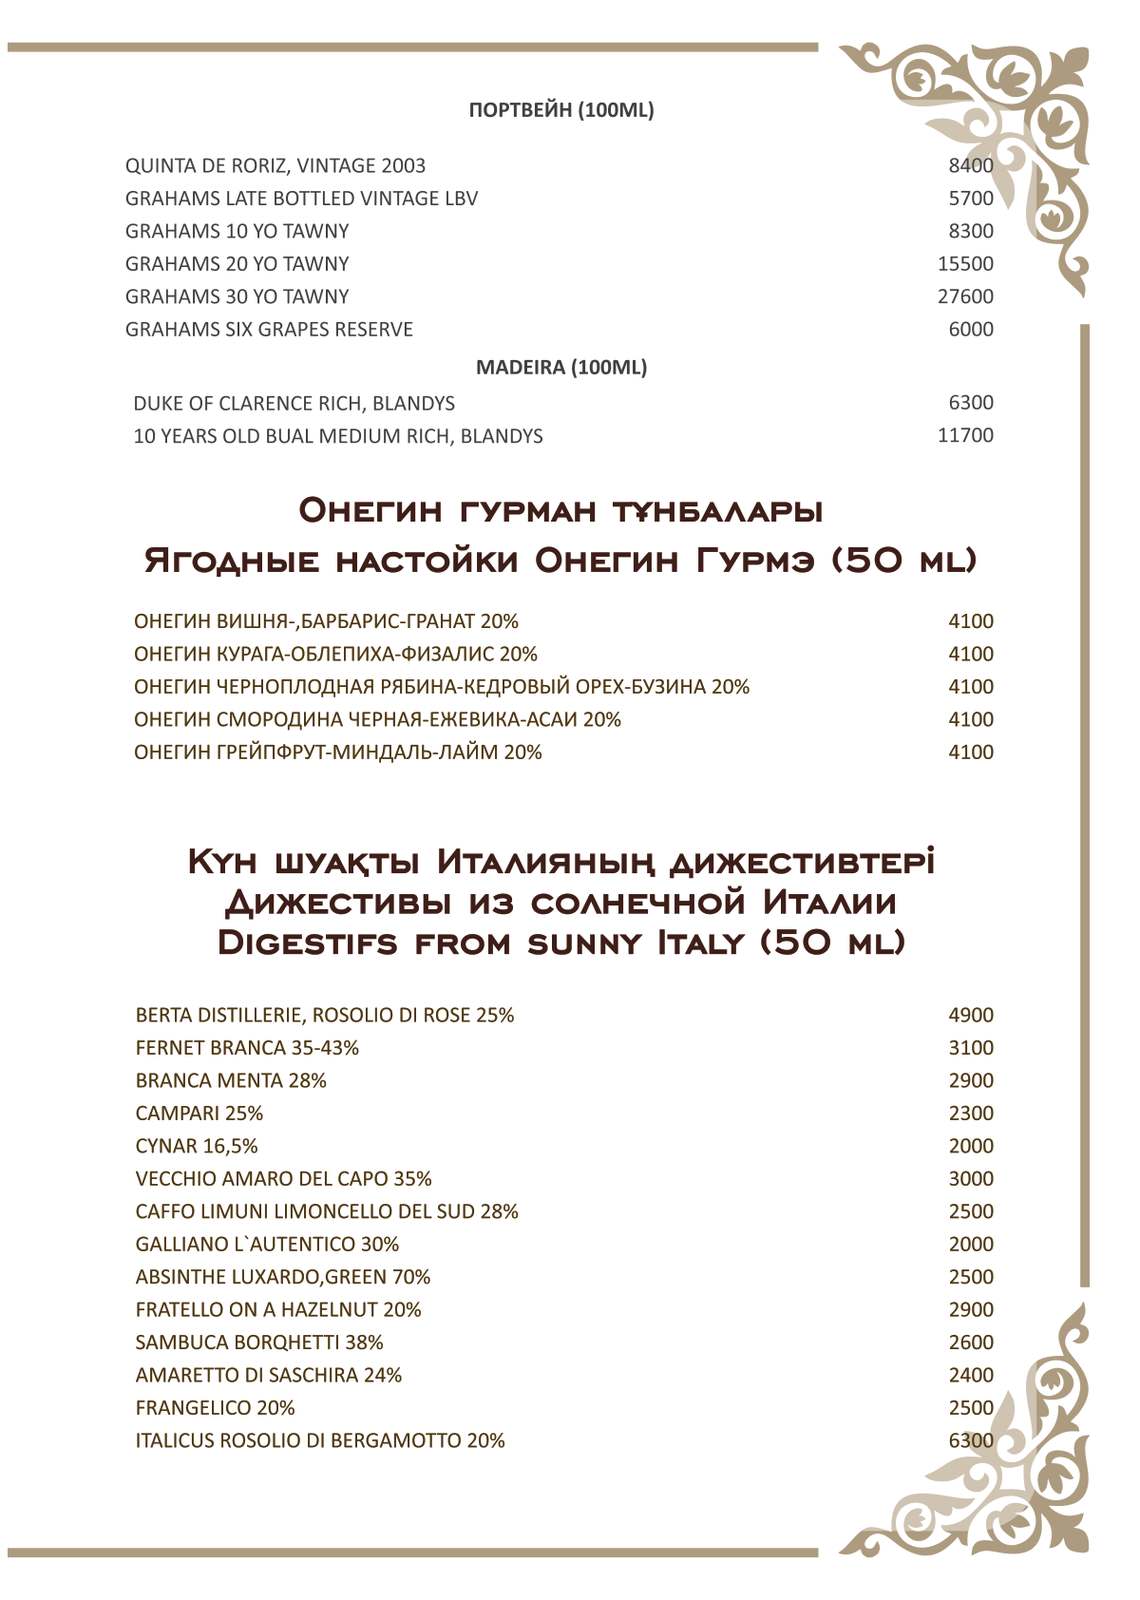 ПОРТВЕЙН (100ML)
QUINTA DE RORIZ, VINTAGE 2003 8400
GRAHAMS LATE BOTTLED VINTAGE LBV 5700
GRAHAMS 10 YO TAWNY 8300
GRAHAMS 20 YO TAWNY 15500
GRAHAMS 30 YO TAWNY 27600
GRAHAMS SIX GRAPES RESERVE 6000
MADEIRA (100ML)
DUKE OF CLARENCE RICH, BLANDYS 6300
10 YEARS OLD BUAL MEDIUM RICH, BLANDYS 11700
Онегин гурман тұнбалары
Ягодные настойки Онегин Гурмэ (50 ml)
ОНЕГИН ВИШНЯ-,БАРБАРИС-ГРАНАТ 20% 4100
ОНЕГИН КУРАГА-ОБЛЕПИХА-ФИЗАЛИС 20% 4100
ОНЕГИН ЧЕРНОПЛОДНАЯ РЯБИНА-КЕДРОВЫЙ ОРЕХ-БУЗИНА 20% 4100
ОНЕГИН СМОРОДИНА ЧЕРНАЯ-ЕЖЕВИКА-АСАИ 20% 4100
ОНЕГИН ГРЕЙПФРУТ-МИНДАЛЬ-ЛАЙМ 20% 4100
Күн шуақты Италияның дижестивтері
Дижестивы из солнечной Италии
Digestifs from sunny Italy (50 ml)
BERTA DISTILLERIE, ROSOLIO DI ROSE 25% 4900
FERNET BRANCA 35-43% 3100
BRANCA MENTA 28% 2900
CAMPARI 25% 2300
CYNAR 16,5% 2000
VECCHIO AMARO DEL CAPO 35% 3000
CAFFO LIMUNI LIMONCELLO DEL SUD 28% 2500
GALLIANO L`AUTENTICO 30% 2000
ABSINTHE LUXARDO,GREEN 70% 2500
FRATELLO ON A HAZELNUT 20% 2900
SAMBUCA BORQHETTI 38% 2600
AMARETTO DI SASCHIRA 24% 2400
FRANGELICO 20% 2500
ITALICUS ROSOLIO DI BERGAMOTTO 20% 6300